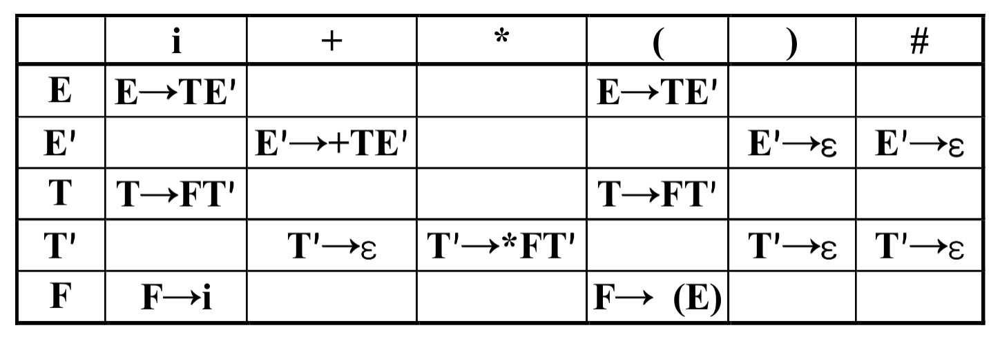 i + * ( ) #
E E→TE′ E→TE′
E′ E′→+TE′ E′→ε E′→ε
T T→FT′ T→FT′
T′ T′→ε T′→*FT′ T′→ε T′→ε
F F→i F→ (E)